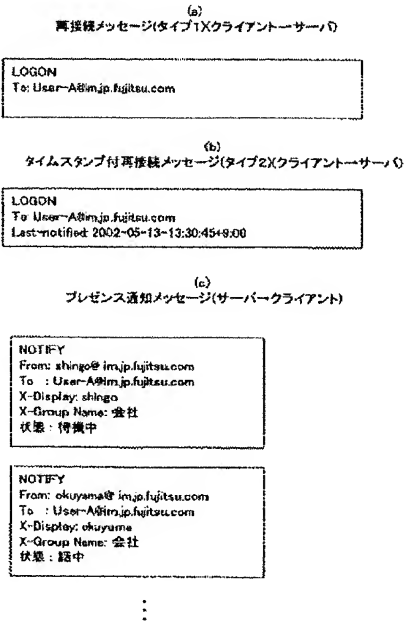 (a)
再接続メッセージ(タイプ1)(クライアント→サーバ)
LOGON
To: User-A@im.jp.fujitsu.com
(b)
タイムスタンプ付再接続メッセージ(タイプ2)(クライアント→サーバ)
LOGON
To: User-A@im.jp.fujitsu.com
Last-notified: 2002-05-13-13:30:45+9:00
(c)
プレゼンス通知メッセージ(サーバ→クライアント)
NOTIFY
From: shingo@ im.jp.fujitsu.com
To : User-A@im.jp.fujitsu.com
X-Display: shingo
X-Group Name: 会社
状態 : 待機中
NOTIFY
From: okuyama@ im.jp.fujitsu.com
To : User-A@im.jp.fujitsu.com
X-Display: okuyama
X-Group Name: 会社
状態 : 話中